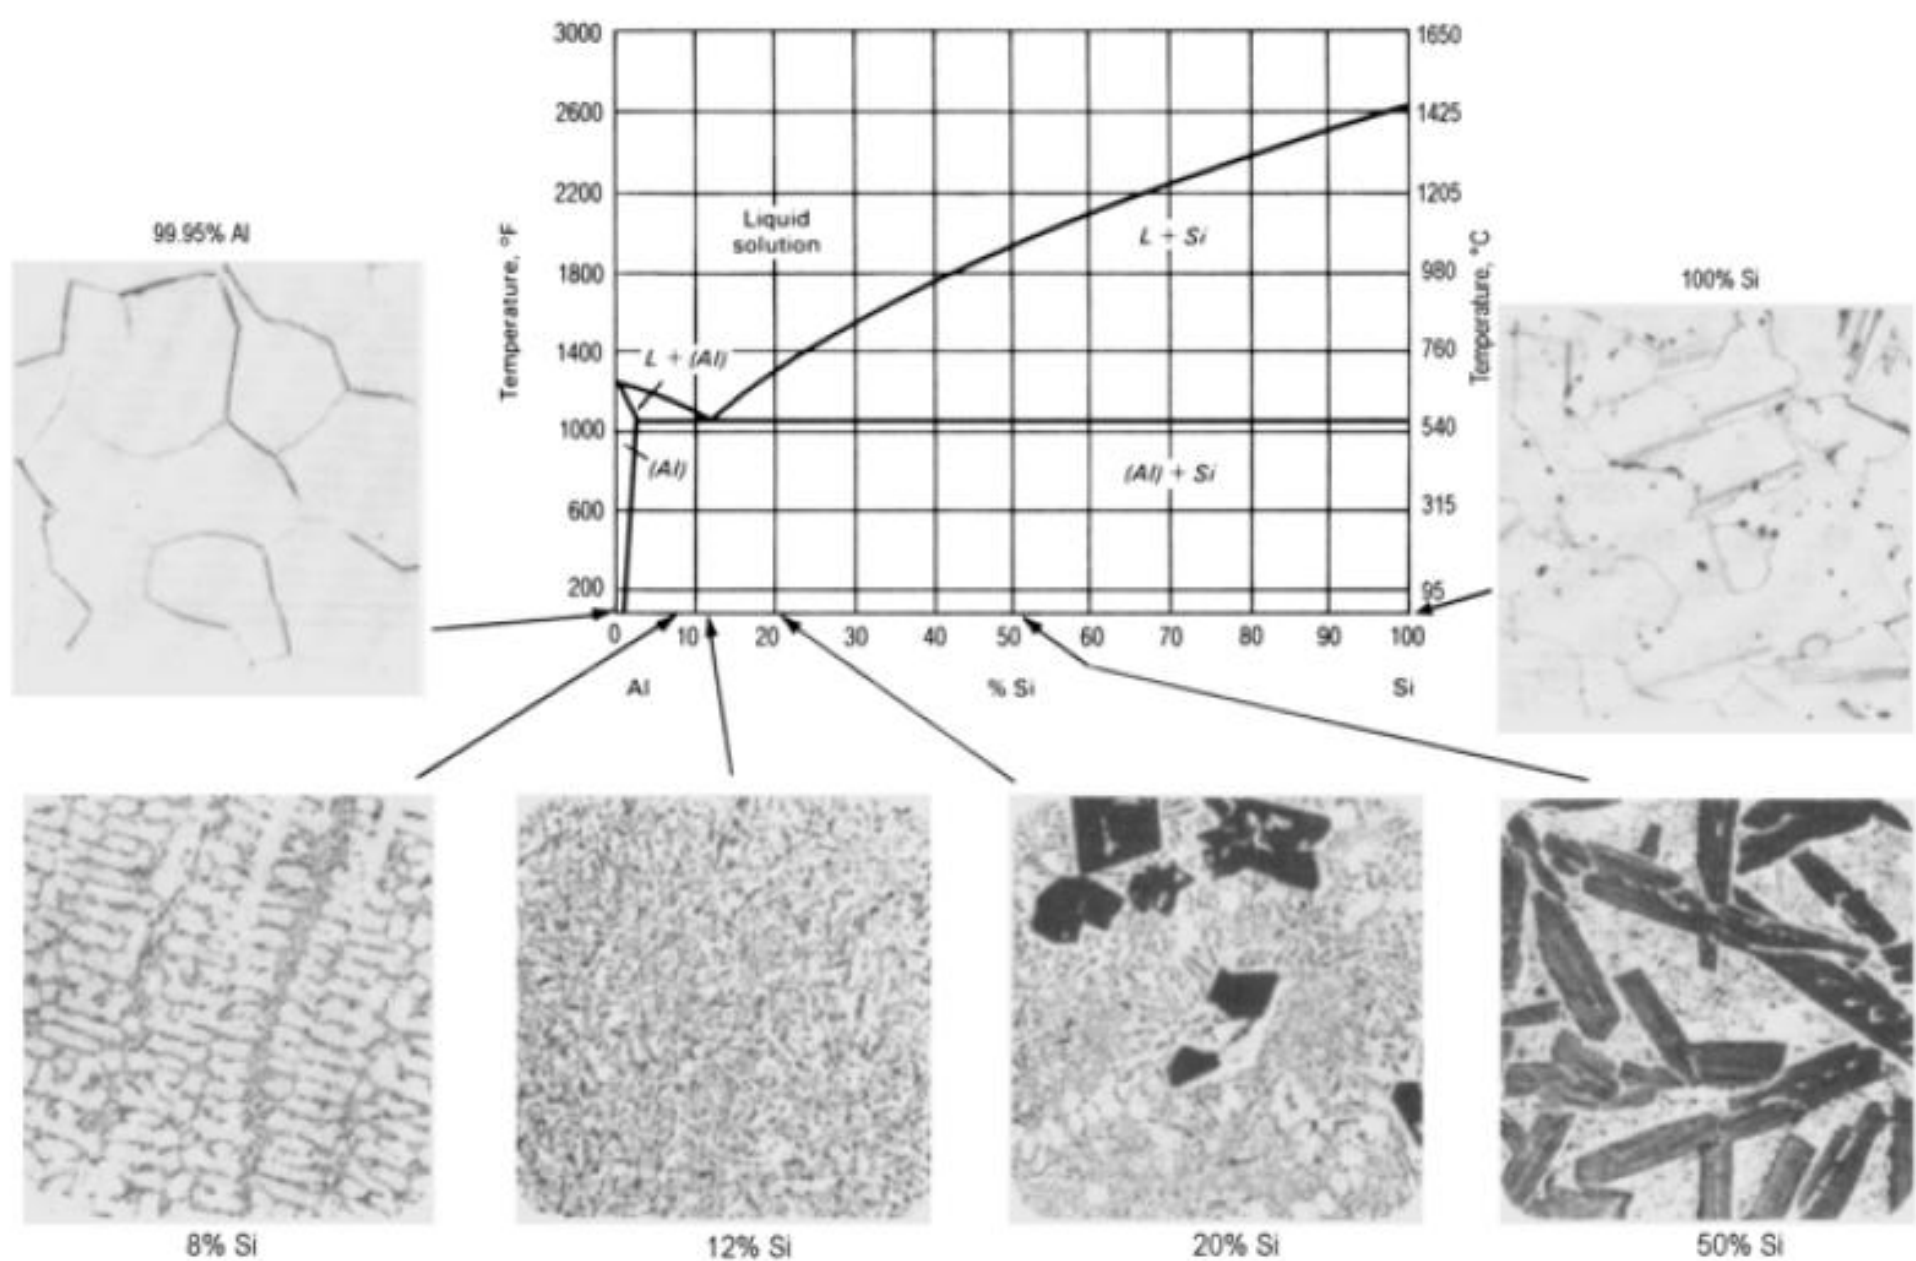 3000
2600
2200
1800
1400
1000
600
200
Temperature, °F
1650
1425
1205
980
760
540
315
95
Temperature, °C
Liquid
solution
L + Si
L + (Al)
(Al)
(Al) + Si
0 10 20 30 40 50 60 70 80 90 100
Al % Si Si
99.95% Al
100% Si
8% Si
12% Si
20% Si
50% Si